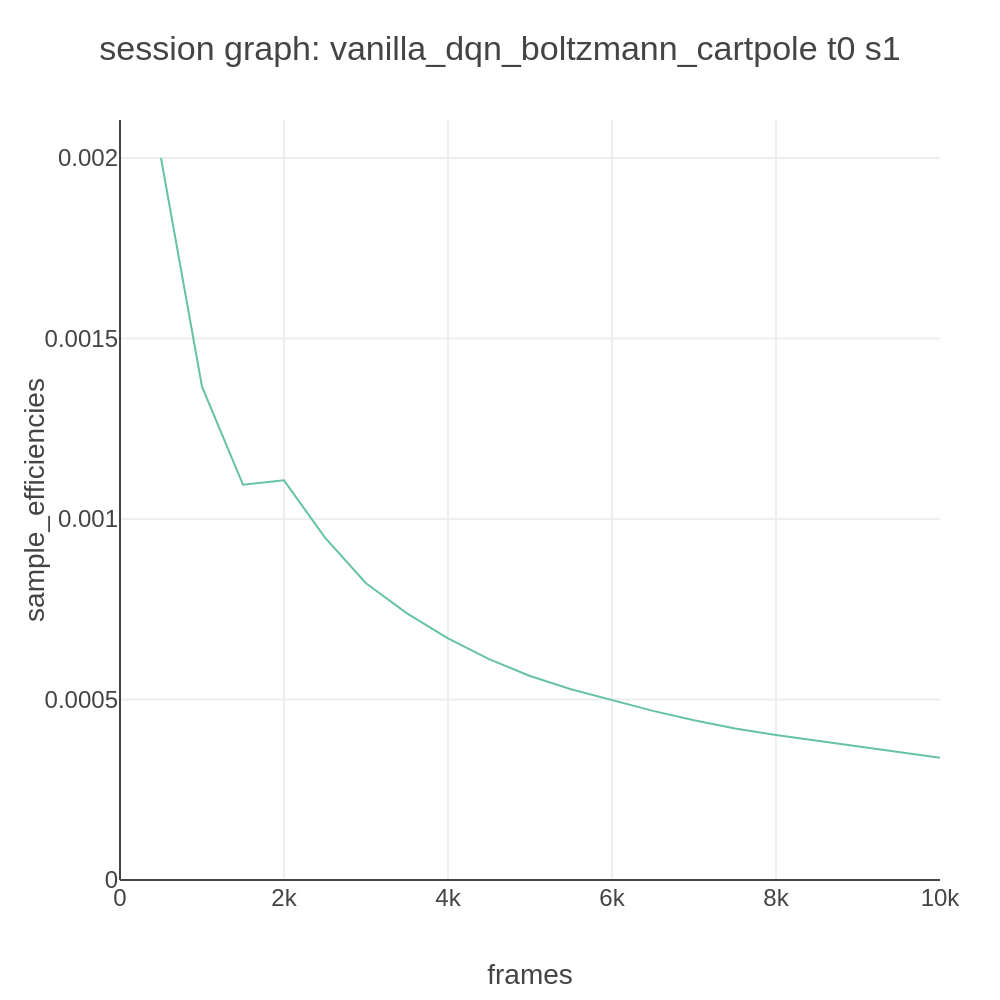 session graph: vanilla_dqn_boltzmann_cartpole t0 s1
sample_efficiencies
0.002
0.0015
0.001
0.0005
0
0 2k 4k 6k 8k 10k
frames